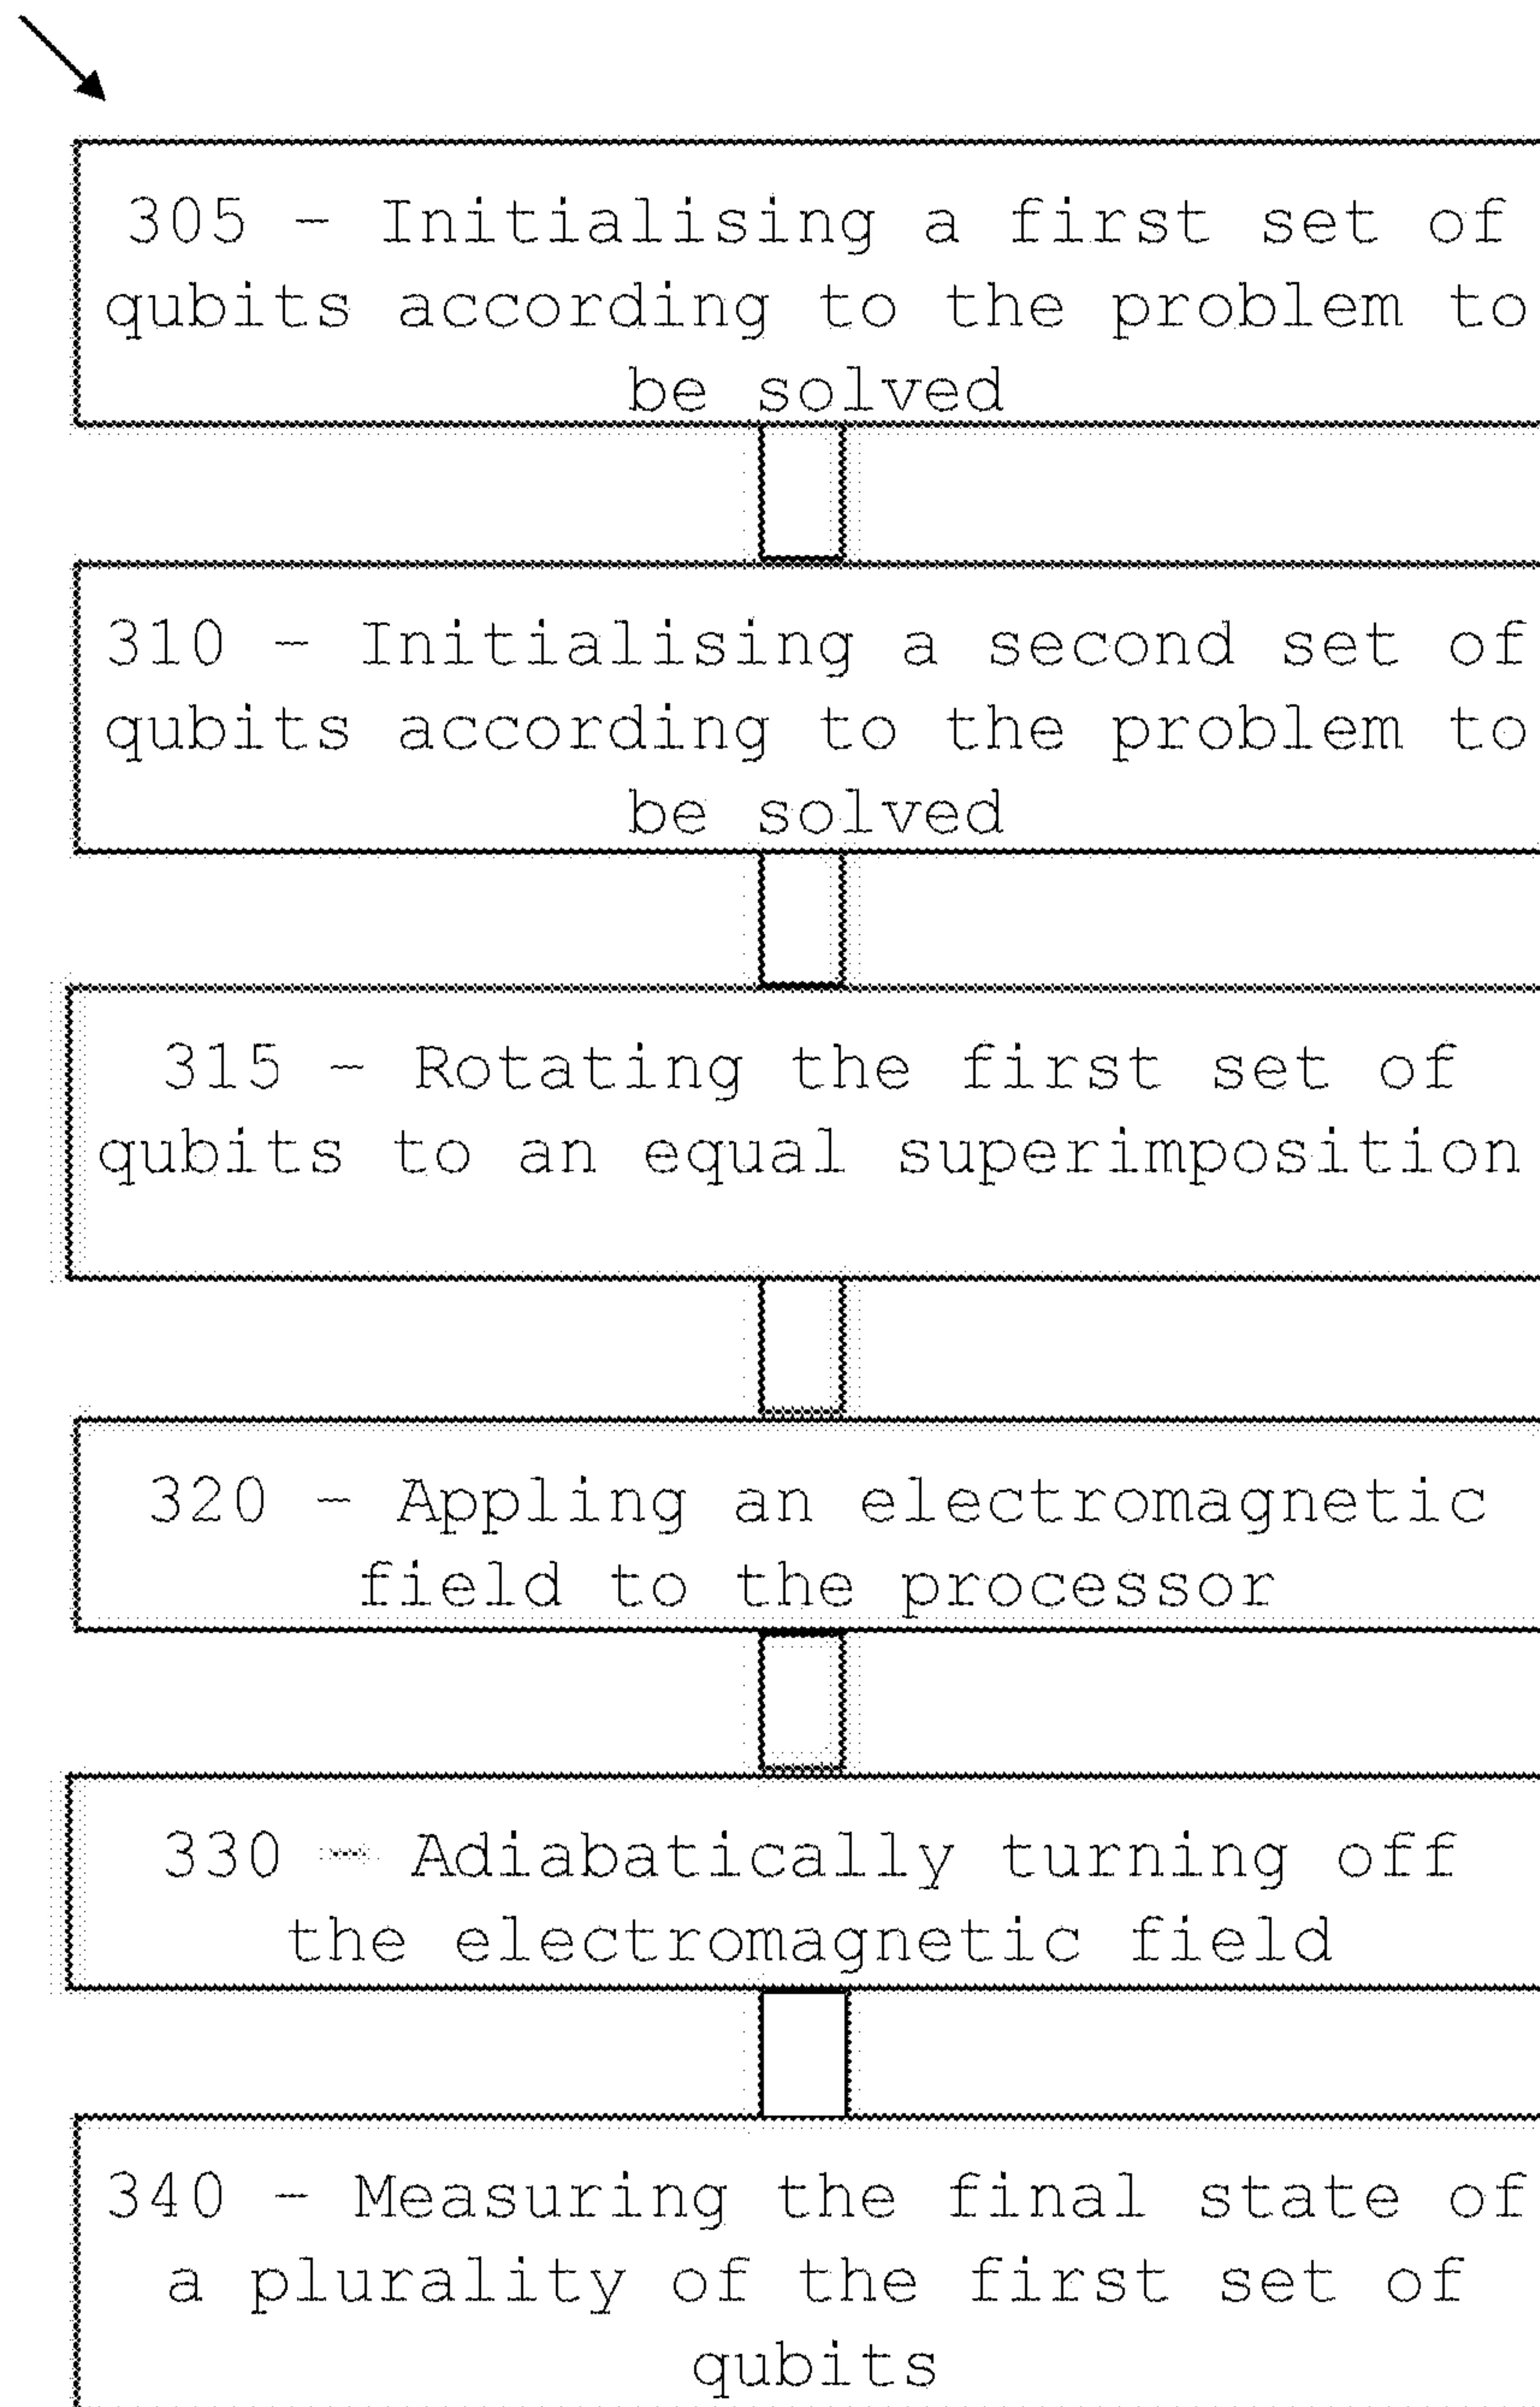 305 - Initialising a first set of
qubits according to the problem to
be solved
310 - Initialising a second set of
qubits according to the problem to
be solved
315 - Rotating the first set of
qubits to an equal superimposition
320 - Appling an electromagnetic
field to the processor
330 - Adiabatically turning off
the electromagnetic field
340 - Measuring the final state of
a plurality of the first set of
qubits